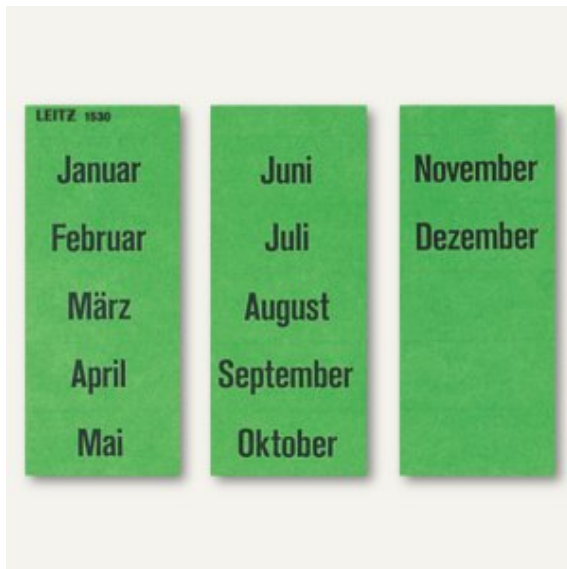 LEITZ 1530
Januar
Februar
März
April
Mai
Juni
Juli
August
September
Oktober
November
Dezember